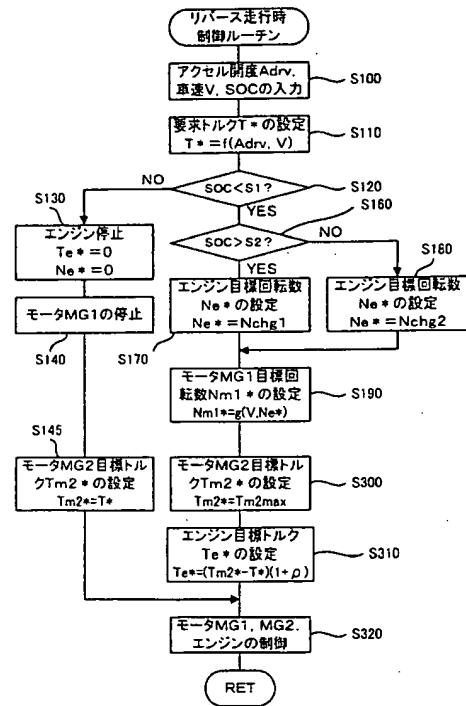 リバース走行時
制御ルーチン
アクセル開度Adrv,
車速V, SOCの入力
S100
要求トルクT*の設定
T*=f(Adrv, V)
S110
NO
SOC<S1?
S120
YES
S130
エンジン停止
Te*=0
Ne*=0
S160
SOC>S2?
NO
YES
S180
エンジン目標回転数
Ne*の設定
Ne*=Nchg1
S170
エンジン目標回転数
Ne*の設定
Ne*=Nchg2
モータMG1の停止
S140
モータMG1目標回
転数Nm1*の設定
Nm1*=g(V,Ne*)
S190
S145
モータMG2目標トル
クTm2*の設定
Tm2*=T*
モータMG2目標トル
クTm2*の設定
Tm2*=Tm2max
S300
エンジン目標トルク
Te*の設定
Te*=(Tm2*-T*)(1+ρ)
S310
モータMG1, MG2,
エンジンの制御
S320
RET